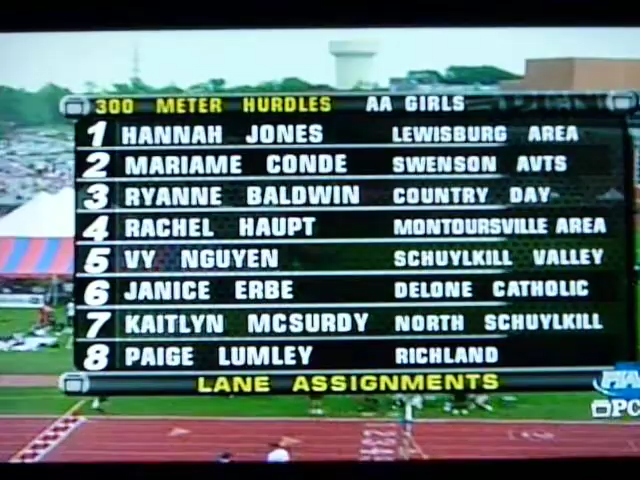 300 METER HURDLES AA GIRLS
1 HANNAH JONES LEWISBURG AREA
2 MARIAME CONDE SWENSON AVTS
3 RYANNE BALDWIN COUNTRY DAY
4 RACHEL HAUPT MONTOURSVILLE AREA
5 VY NGUYEN SCHUYLKILL VALLEY
6 JANICE ERBE DELONE CATHOLIC
7 KAITLYN MCSURDY NORTH SCHUYLKILL
8 PAIGE LUMLEY RICHLAND
LANE ASSIGNMENTS
PC